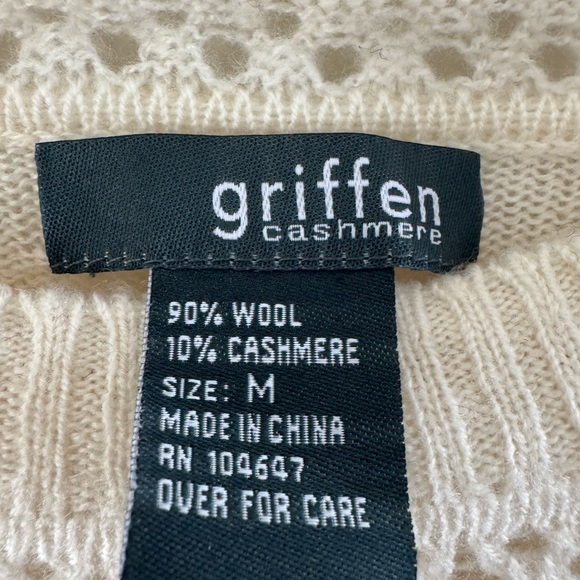 griffen
cashmere
90% WOOL
10% CASHMERE
SIZE: M
MADE IN CHINA
RN 104647
OVER FOR CARE